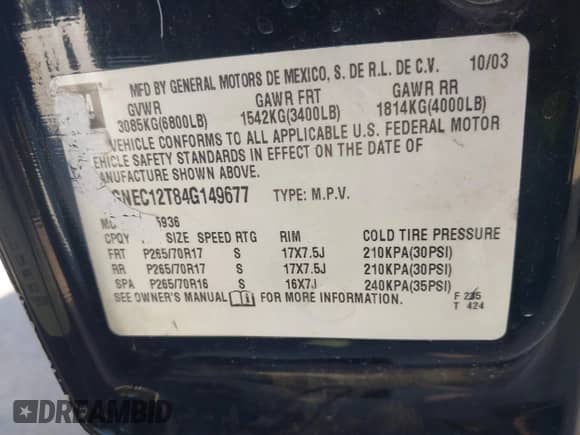 MFD BY GENERAL MOTORS DE MEXICO, S. DE R.L. DE C.V. 10/03
GVWR GAWR FRT GAWR RR
3085KG(6800LB) 1542KG(3400LB) 1814KG(4000LB)
VEHICLE CONFORMS TO ALL APPLICABLE U.S. FEDERAL MOTOR
EHICLE SAFETY STANDARDS IN EFFECT ON THE DATE OF
ANUFACTURE SHOWN ABOVE.
GNEC12T84G149677 TYPE: M.P.V.
5936
SIZE SPEED RTG RIM COLD TIRE PRESSURE
FRT P265/70R17 S 17X7.5J 210KPA(30PSI)
RR P265/70R17 S 17X7.5J 210KPA(30PSI)
SPA P265/70R16 S 16X7J 240KPA(35PSI)
SEE OWNER'S MANUAL FOR MORE INFORMATION.
F
T 424
DREAMBID